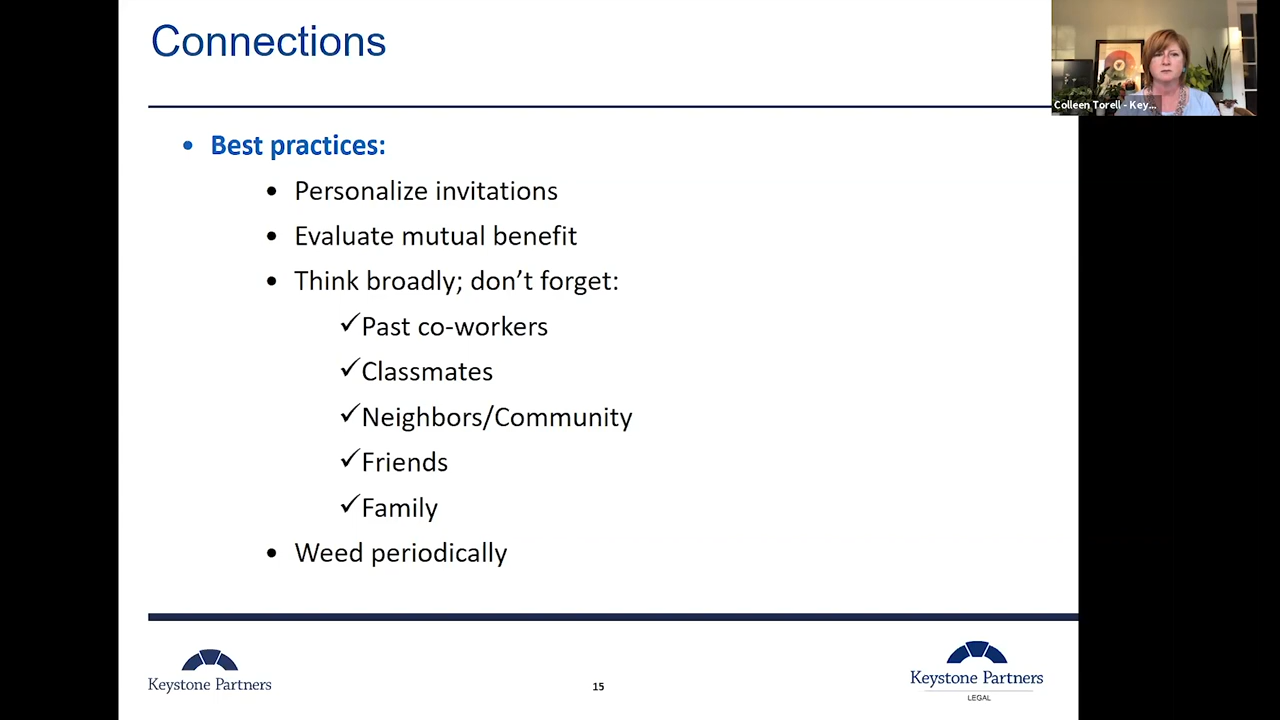 Connections
Colleen Torell - Key...
• Best practices:
• Personalize invitations
• Evaluate mutual benefit
• Think broadly; don’t forget:
✓Past co-workers
✓Classmates
✓Neighbors/Community
✓Friends
✓Family
• Weed periodically
Keystone Partners
15
Keystone Partners
LEGAL